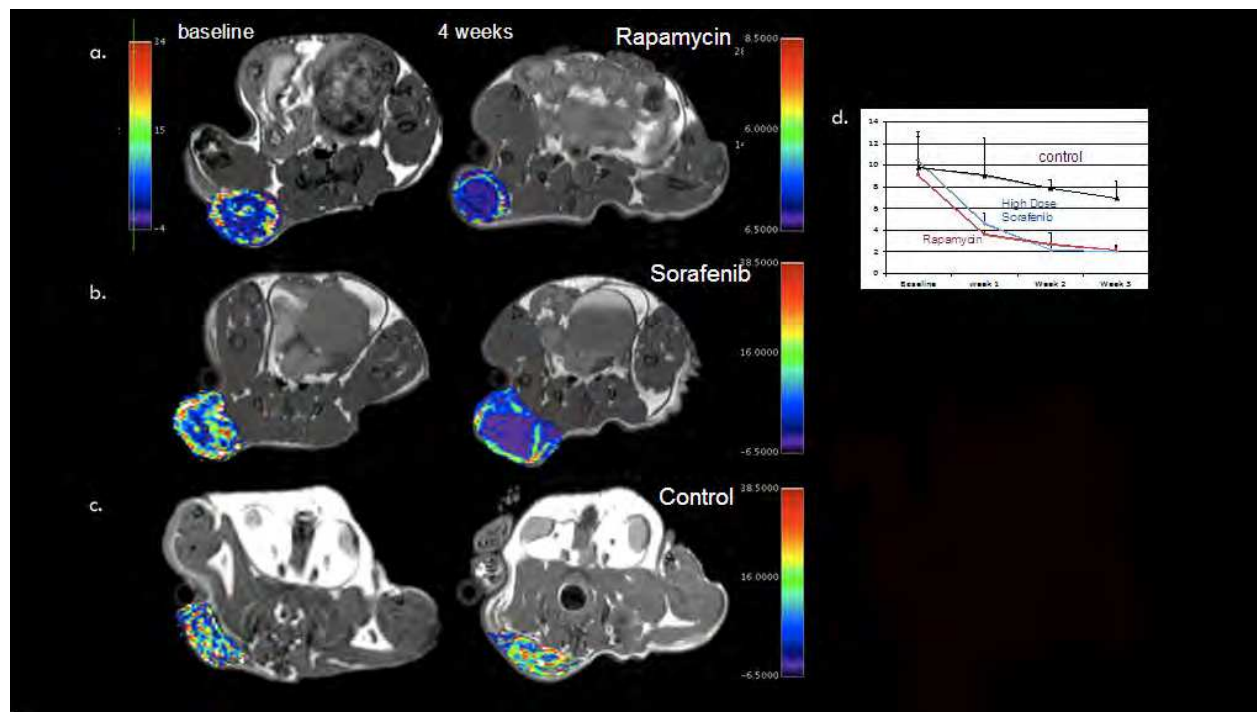 baseline
4 weeks
Rapamycin
a.
34
15
-4
28
14
8.5000
6.0000
6.5000
Sorafenib
b.
38.5000
16.0000
-6.5000
Control
c.
38.5000
16.0000
-6.5000
d.
14
12
10
8
6
4
2
0
control
High Dose
Sorafenib
Rapamycin
Baseline
week 1
Week 2
Week 3